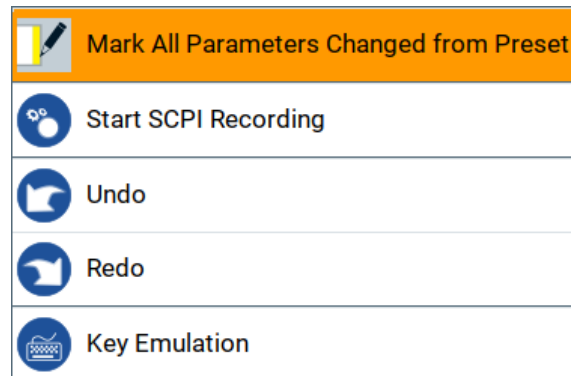 Mark All Parameters Changed from Preset
Start SCPI Recording
Undo
Redo
Key Emulation